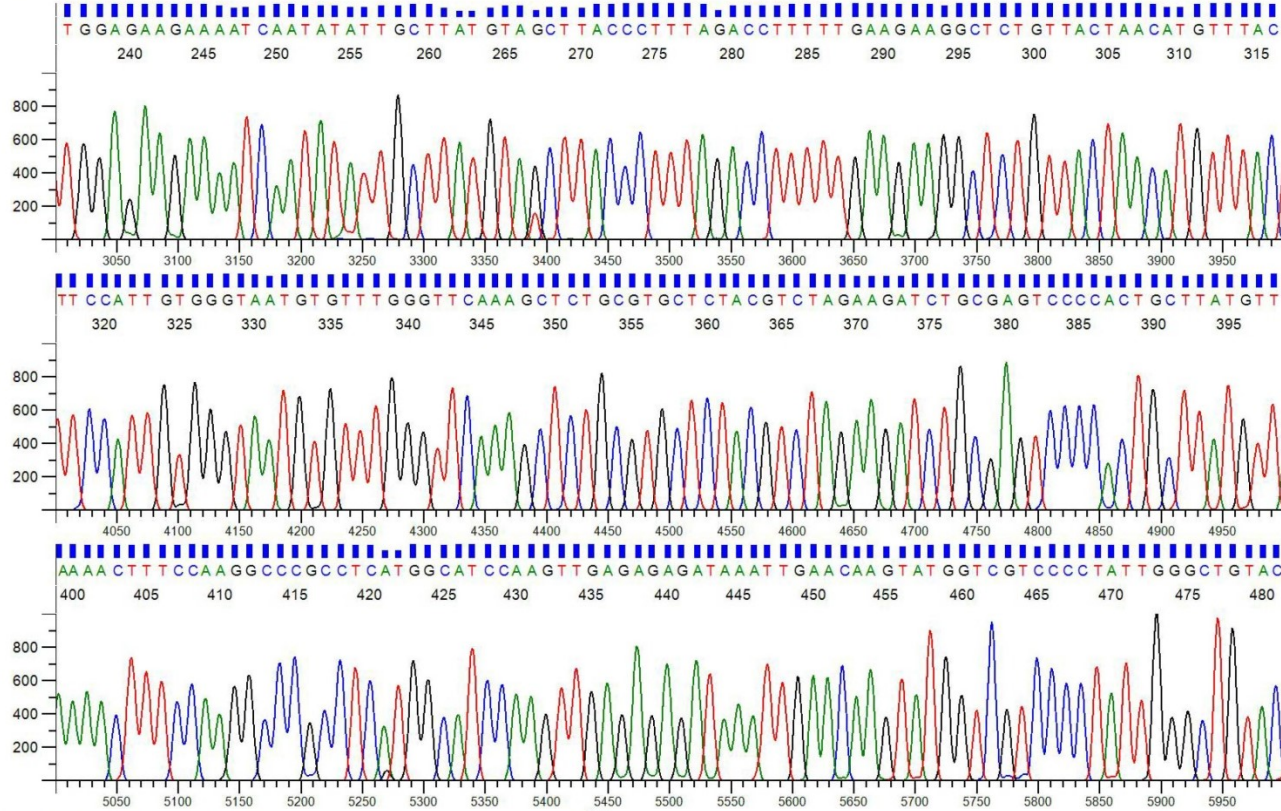 TGGAGAAGAAAATCAATATATTGCTTATGTAGCTTACCCTTTAGACCTTTTTGAAGAAGGCTCTGTTACTAACATGTTTAC
240 245 250 255 260 265 270 275 280 285 290 295 300 305 310 315
800
600
400
200
3050 3100 3150 3200 3250 3300 3350 3400 3450 3500 3550 3600 3650 3700 3750 3800 3850 3900 3950
TTCCATTGTGGGTAATGTGTTTGGGTTCAAAGCTCTGCGTGCTCTACGTCTAGAAGATCTGCGAGTCCCCACTGCTTATGTT
320 325 330 335 340 345 350 355 360 365 370 375 380 385 390 395
800
600
400
200
4050 4100 4150 4200 4250 4300 4350 4400 4450 4500 4550 4600 4650 4700 4750 4800 4850 4900 4950
AAAACTTTCCAAGGCCCGCCTCATGGCATCCAAGTTGAGAGAGATAAATTGAACAAGTATGGTCGTCCCCTATTGGGCTGTAC
400 405 410 415 420 425 430 435 440 445 450 455 460 465 470 475 480
800
600
400
200
5050 5100 5150 5200 5250 5300 5350 5400 5450 5500 5550 5600 5650 5700 5750 5800 5850 5900 5950